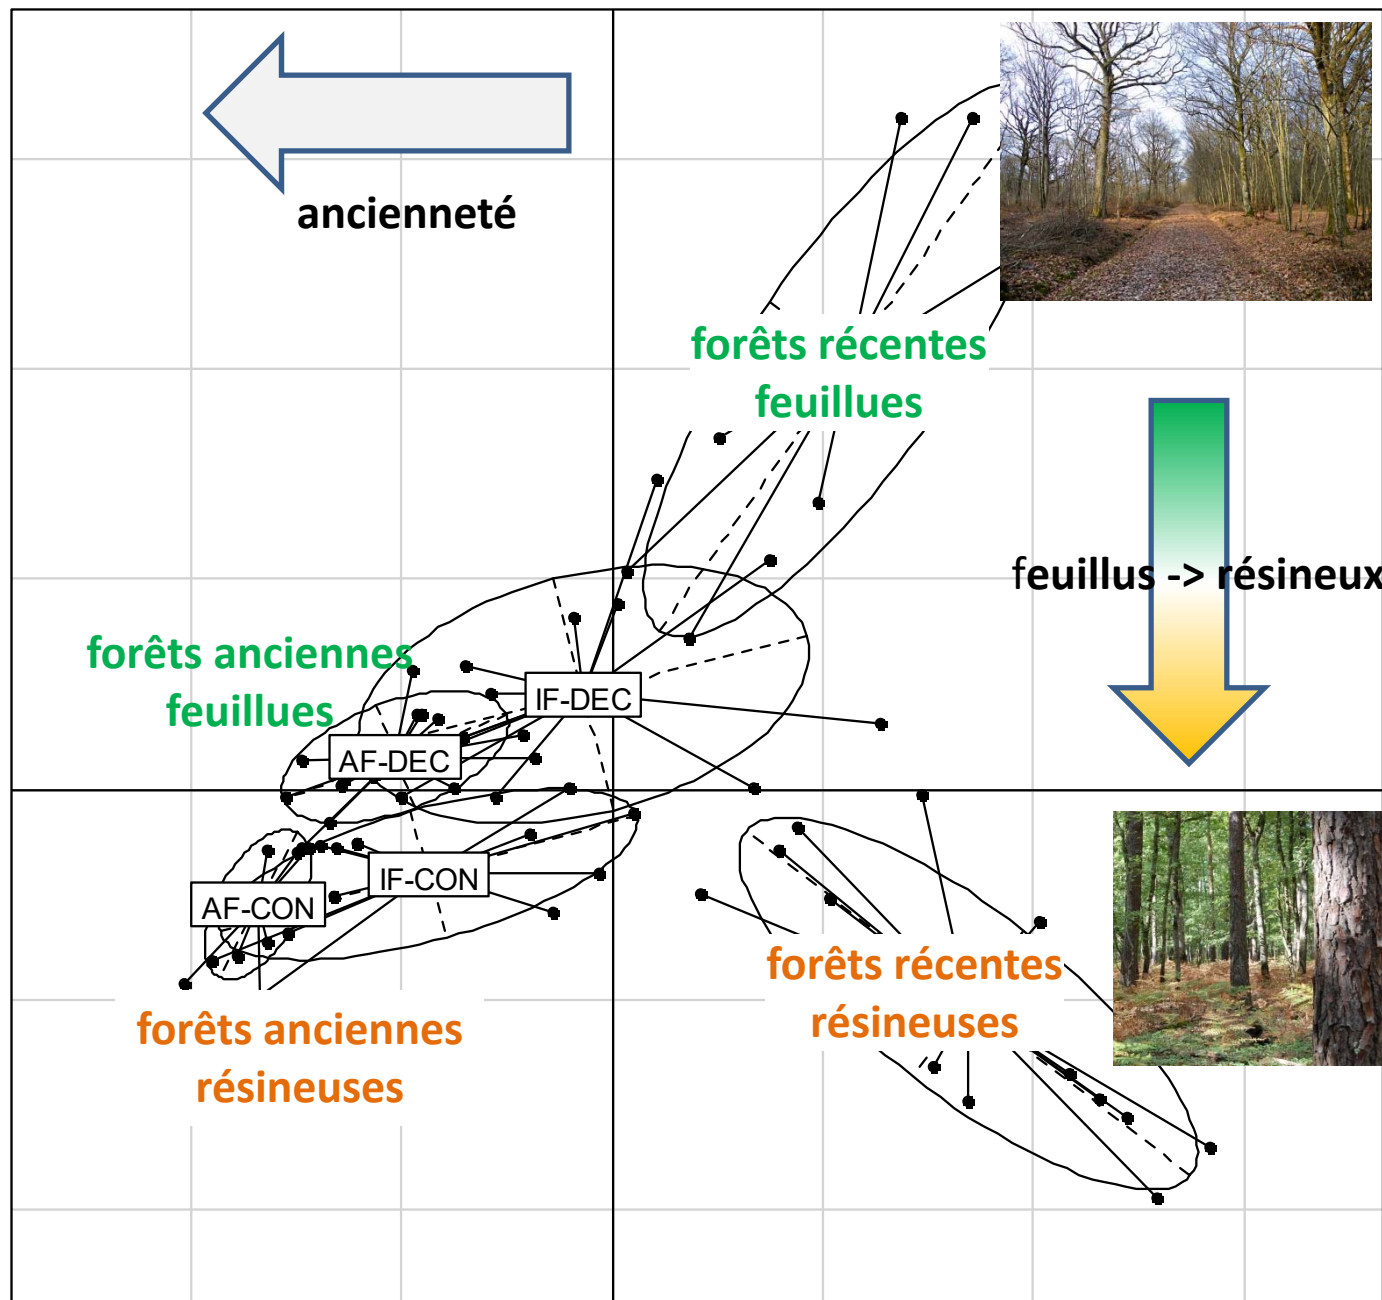 ancienneté
forêts récentes
feuillues
feuillus -> résineux
forêts anciennes
feuillues
IF-DEC
AF-DEC
IF-CON
AF-CON
forêts récentes
résineuses
forêts anciennes
résineuses